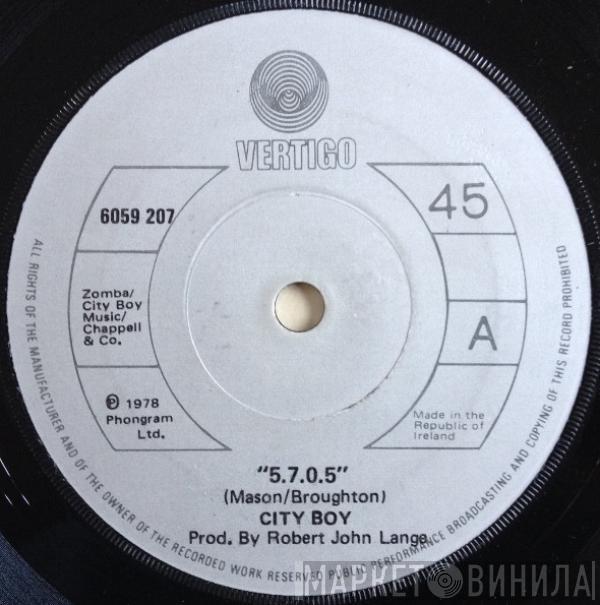 VERTIGO
6059 207
45
Zomba/
City Boy
Music/
Chappell
& Co.
A
℗ 1978
Phongram
Ltd.
Made in the
Republic of
Ireland
"5.7.0.5"
(Mason/Broughton)
CITY BOY
Prod. By Robert John Lange
ALL RIGHTS OF THE MANUFACTURER AND OF THE OWNER OF THE RECORDED WORK RESERVED PUBLIC PERFORMANCE BROADCASTING AND COPYING OF THIS RECORD PROHIBITED
МАРКЕТ ВИНИЛА